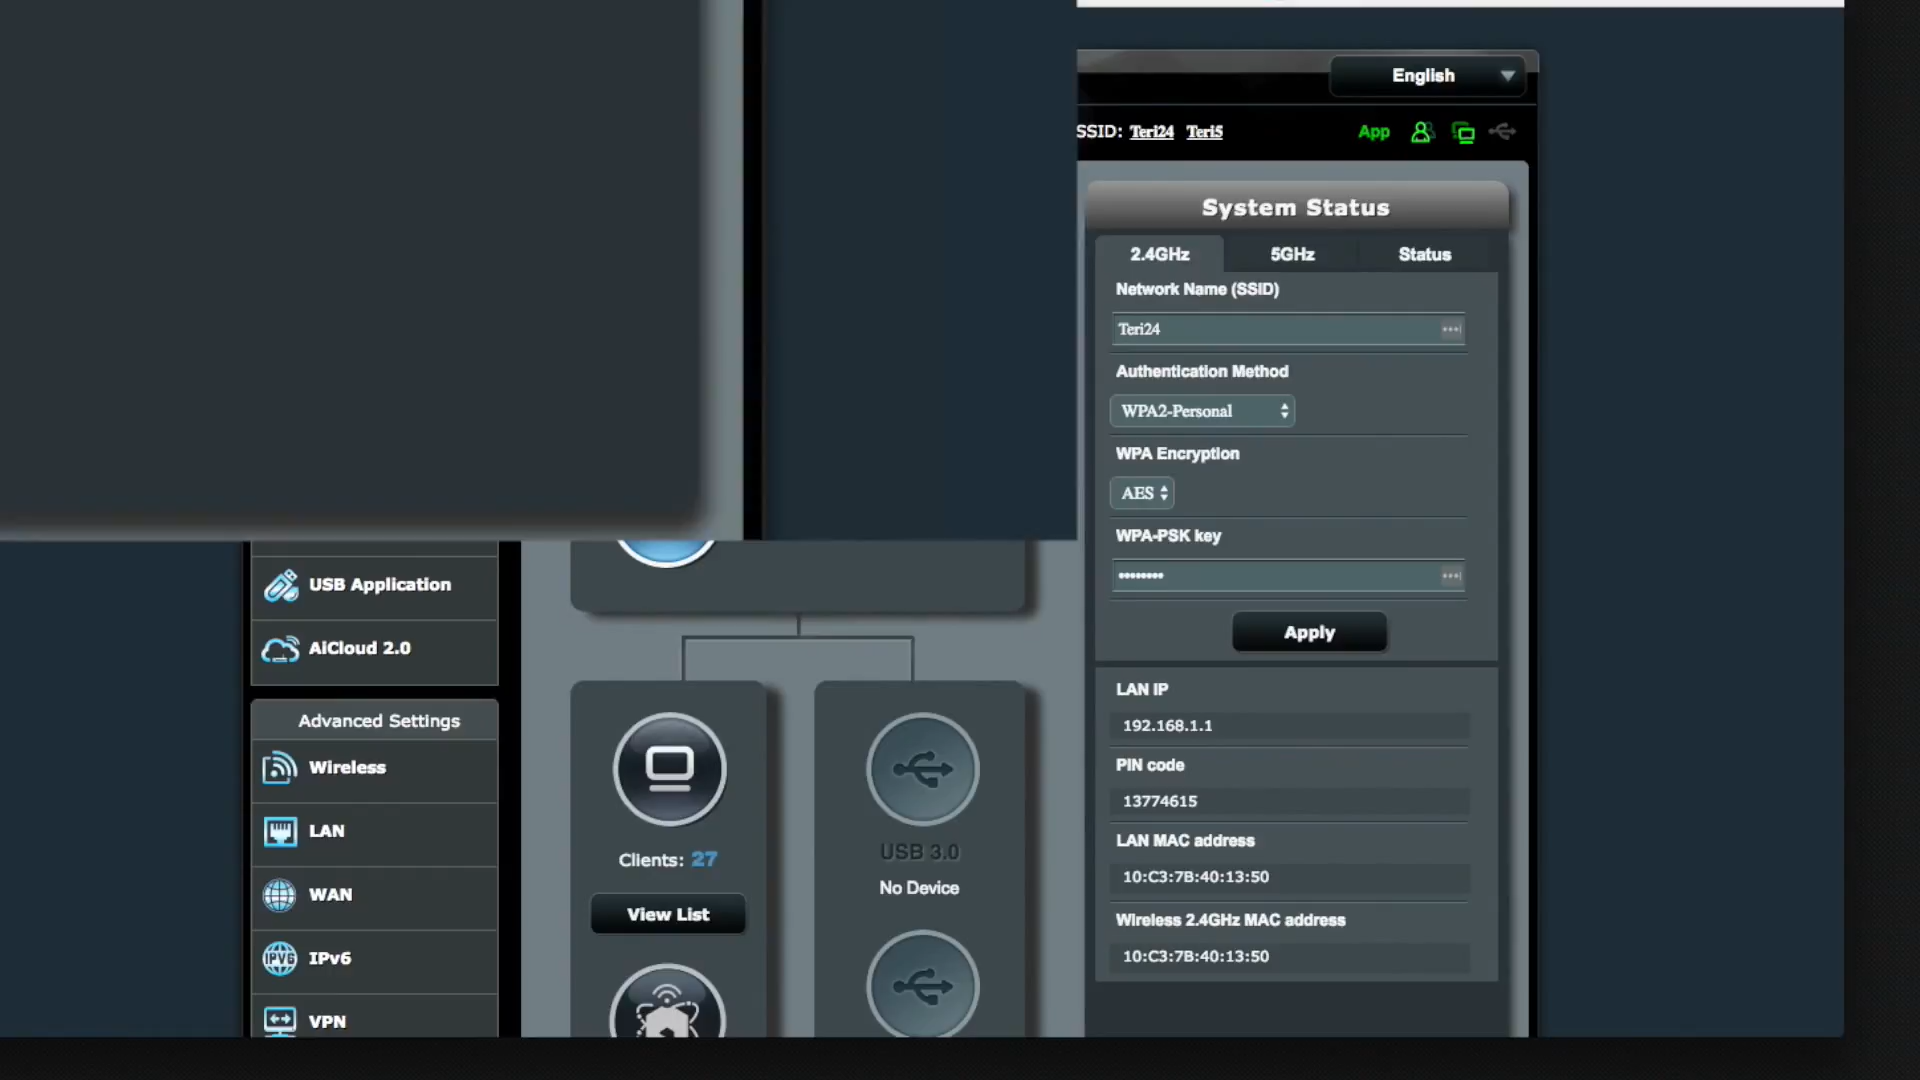 English
SSID: Teri24 Teri5
App
System Status
2.4GHz 5GHz Status
Network Name (SSID)
Teri24
Authentication Method
WPA2-Personal
WPA Encryption
AES
WPA-PSK key
••••••••
Apply
LAN IP
192.168.1.1
PIN code
13774615
LAN MAC address
10:C3:7B:40:13:50
Wireless 2.4GHz MAC address
10:C3:7B:40:13:50
USB Application
AiCloud 2.0
Advanced Settings
Wireless
LAN
WAN
IPV6 IPv6
VPN
Clients: 27
View List
USB 3.0
No Device